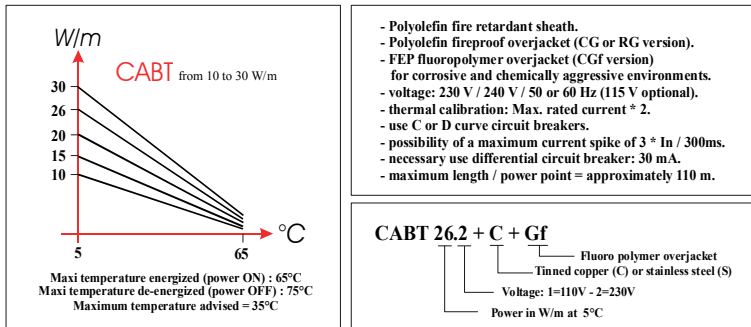 W/m
CABT from 10 to 30 W/m
30
26
20
15
10
°C
5
65
Maxi temperature energized (power ON) : 65°C
Maxi temperature de-energized (power OFF) : 75°C
Maximum temperature advised = 35°C
- Polyolefin fire retardant sheath.
- Polyolefin fireproof overjacket (CG or RG version).
- FEP fluoropolymer overjacket (CGf version)
for corrosive and chemically aggressive environments.
- voltage: 230 V / 240 V / 50 or 60 Hz (115 V optional).
- thermal calibration: Max. rated current * 2.
- use C or D curve circuit breakers.
- possibility of a maximum current spike of 3 * In / 300ms.
- necessary use differential circuit breaker: 30 mA.
- maximum length / power point = approximately 110 m.
CABT 26.2 + C + Gf
Fluoro polymer overjacket
Tinned copper (C) or stainless steel (S)
Voltage: 1=110V - 2=230V
Power in W/m at 5°C